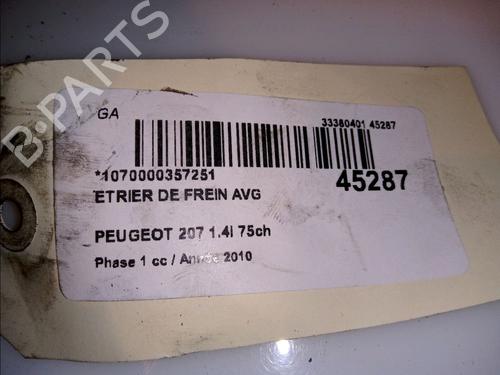 GA
33380401 45287
*1070000357251
45287
ETRIER DE FREIN AVG
PEUGEOT 207 1.4I 75ch
Phase 1 cc / Année 2010
B-PARTS